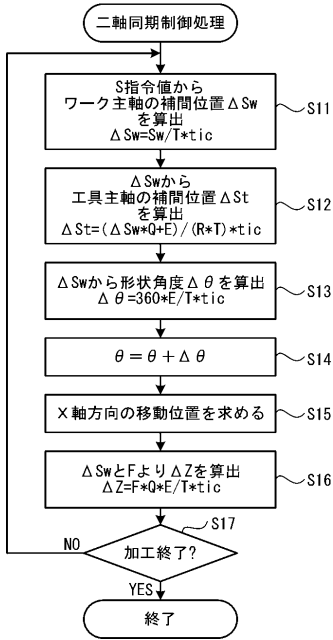 二軸同期制御処理
S指令値から
ワーク主軸の補間位置ΔSw
を算出
ΔSw=Sw/T*tic
S11
ΔSwから
工具主軸の補間位置ΔSt
を算出
ΔSt=(ΔSw*Q+E)/(R*T)*tic
S12
ΔSwから形状角度Δθを算出
Δθ=360*E/T*tic
S13
θ=θ+Δθ
S14
X軸方向の移動位置を求める
S15
ΔSwとFよりΔZを算出
ΔZ=F*Q*E/T*tic
S16
S17
NO
加工終了?
YES
終了